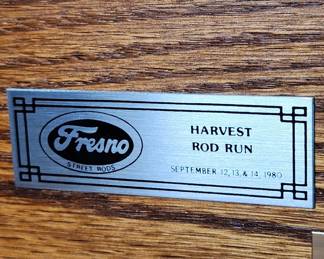 Fresno
STREET RODS
HARVEST
ROD RUN
SEPTEMBER 12, 13, & 14, 1980